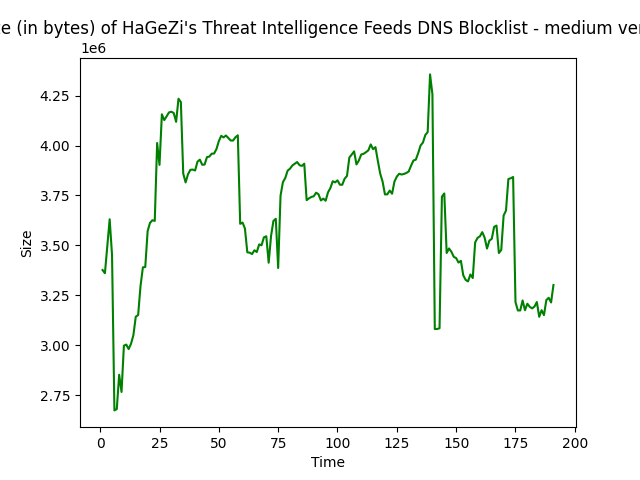 (in bytes) of HaGeZi's Threat Intelligence Feeds DNS Blocklist - medium
1e6
4.25
4.00
3.75
3.50
3.25
3.00
2.75
Size
0 25 50 75 100 125 150 175 200
Time